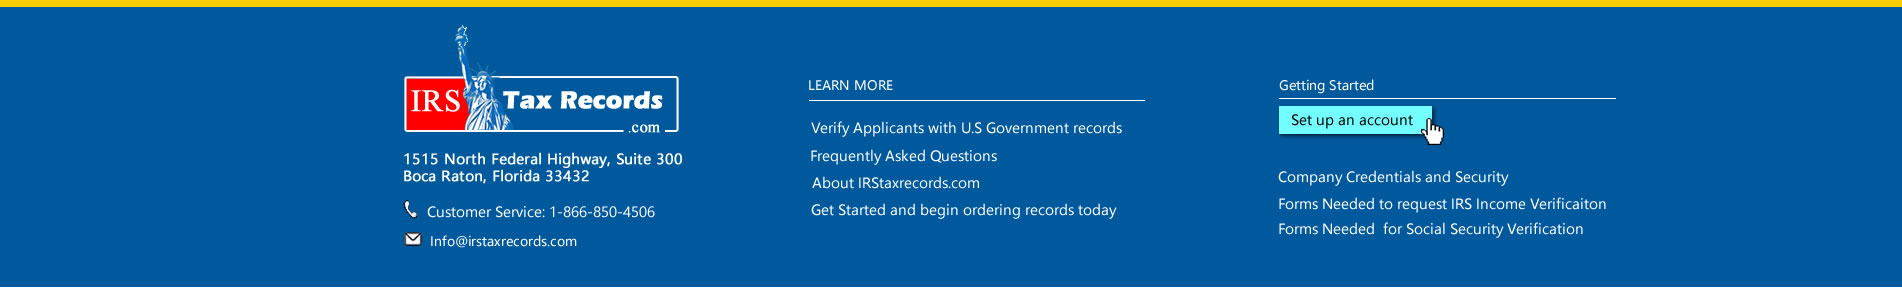 IRS Tax Records
.com
1515 North Federal Highway, Suite 300
Boca Raton, Florida 33432
Customer Service: 1-866-850-4506
Info@irstaxrecords.com
LEARN MORE
Verify Applicants with U.S Government records
Frequently Asked Questions
About IRStaxrecords.com
Get Started and begin ordering records today
Getting Started
Set up an account
Company Credentials and Security
Forms Needed to request IRS Income Verificaiton
Forms Needed  for Social Security Verification